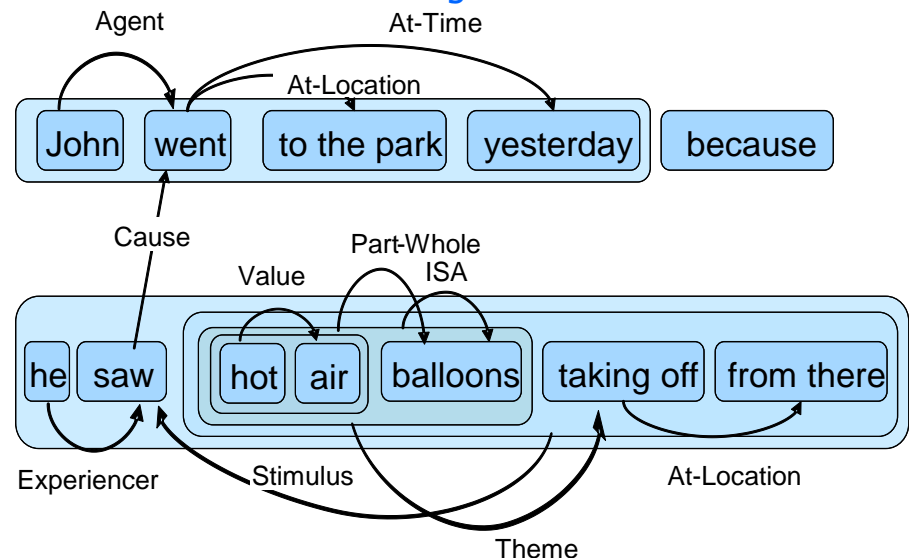 Agent
At-Time
At-Location
John went to the park yesterday because
Cause
Part-Whole
Value
ISA
he saw hot air balloons taking off from there
Experiencer
Stimulus
At-Location
Theme